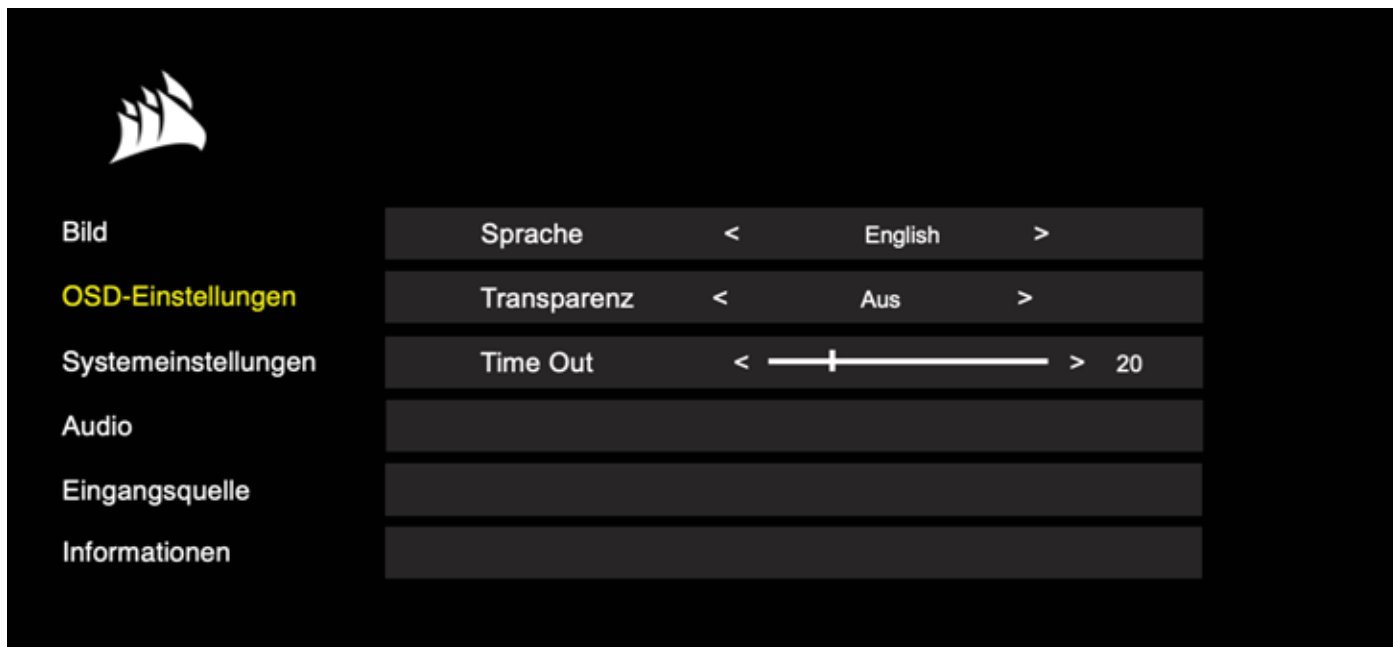 Bild
Sprache < English >
OSD-Einstellungen
Transparenz < Aus >
Systemeinstellungen
Time Out < > 20
Audio
Eingangsquelle
Informationen